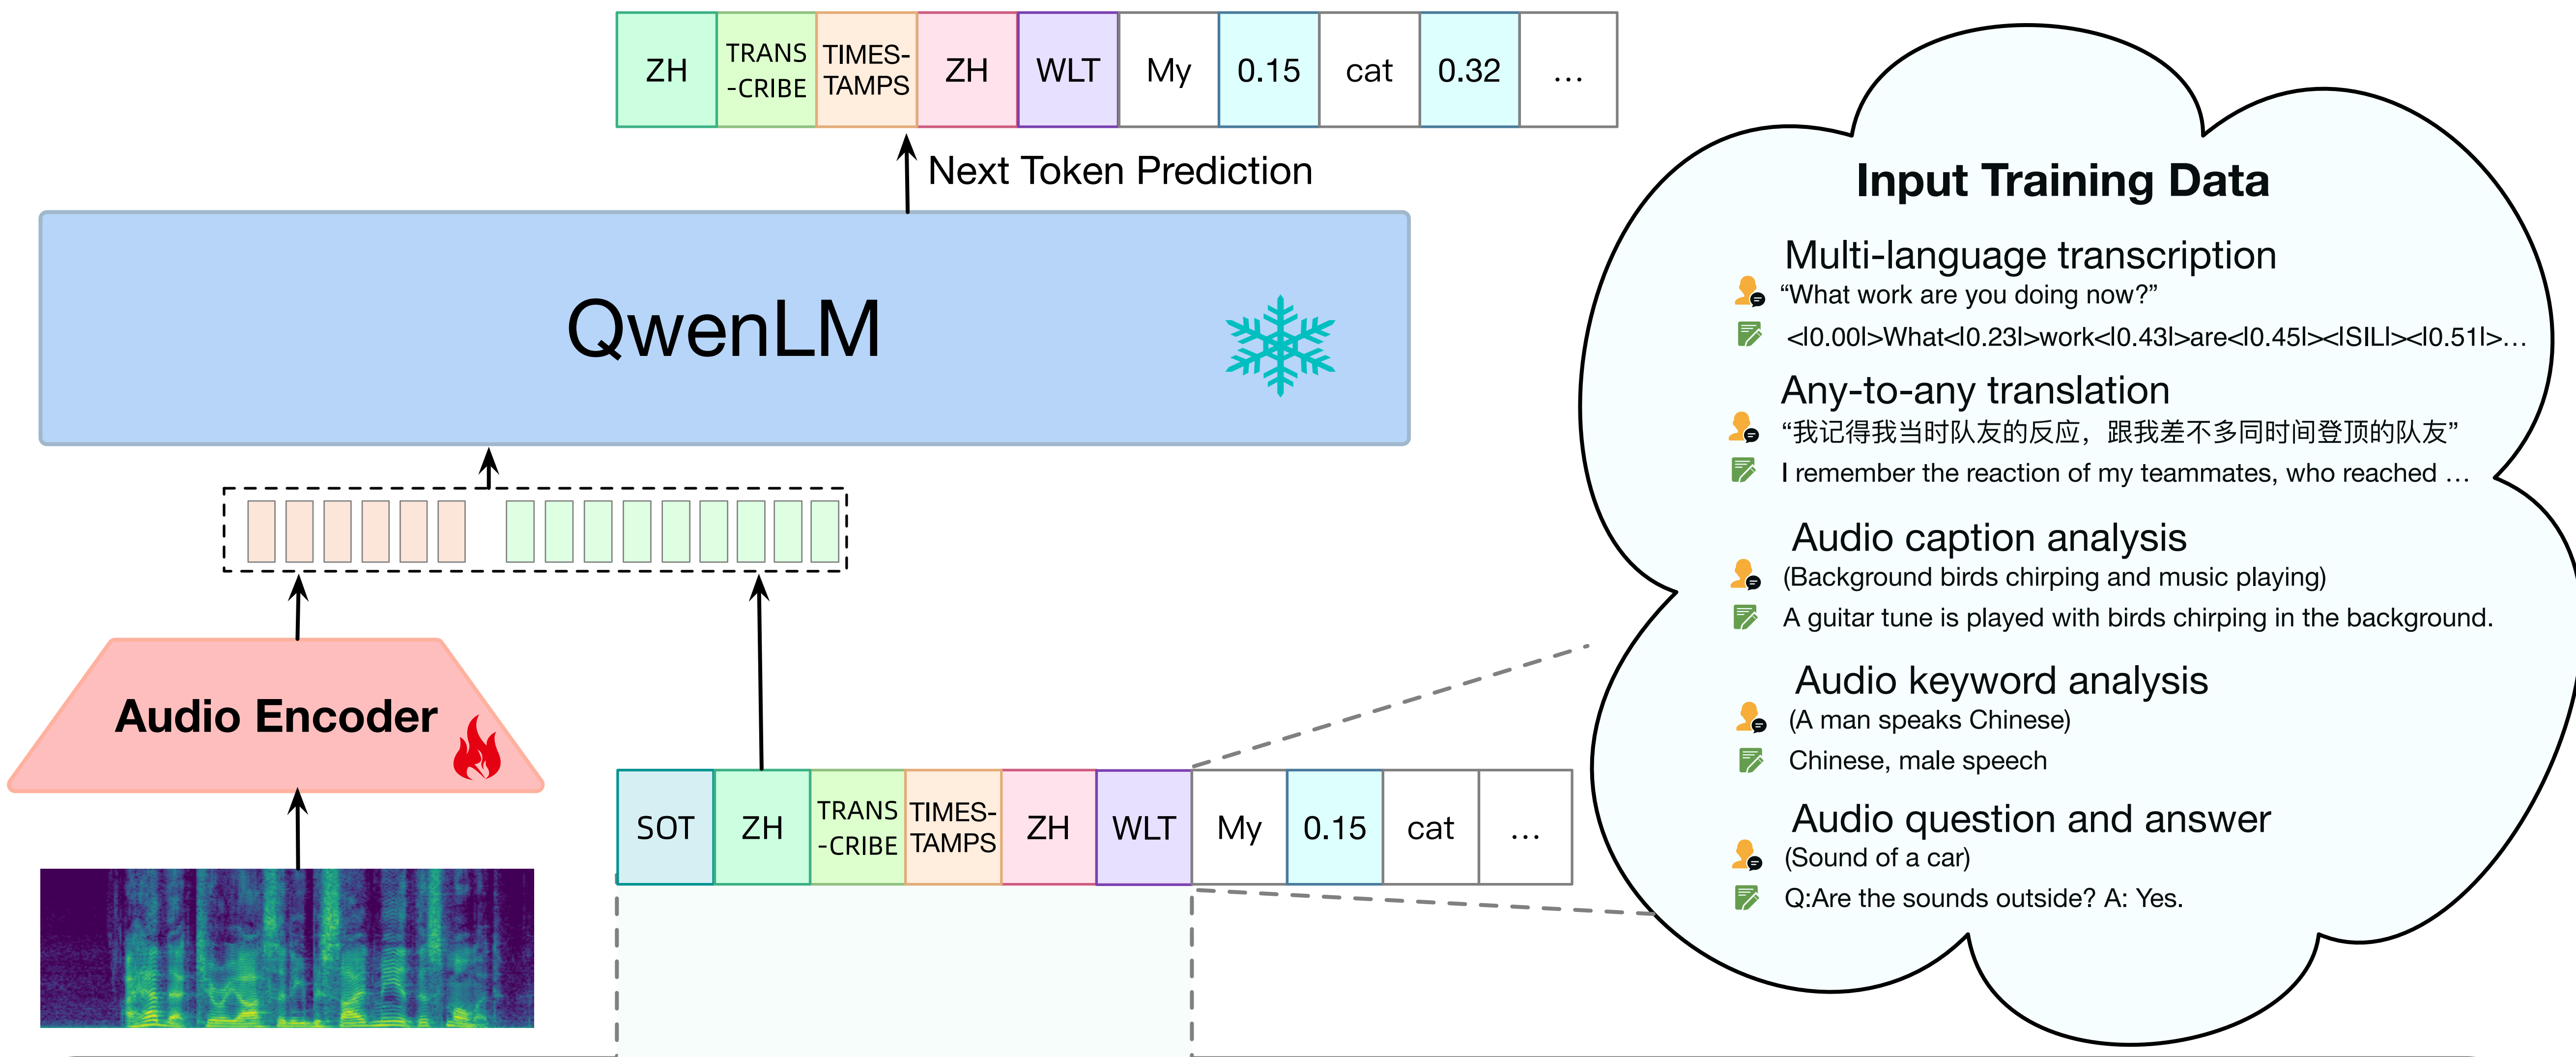 ZH
TRANS
-CRIBE
TIMES-
TAMPS
ZH
WLT
My
0.15
cat
0.32
...
Next Token Prediction
QwenLM
Audio Encoder
SOT
ZH
TRANS
-CRIBE
TIMES-
TAMPS
ZH
WLT
My
0.15
cat
...
Input Training Data
Multi-language transcription
“What work are you doing now?”
<|0.00|>What<|0.23|>work<|0.43|>are<|0.45|><|SIL|><|0.51|>...
Any-to-any translation
“我记得我当时队友的反应，跟我差不多同时间登顶的队友”
I remember the reaction of my teammates, who reached ...
Audio caption analysis
(Background birds chirping and music playing)
A guitar tune is played with birds chirping in the background.
Audio keyword analysis
(A man speaks Chinese)
Chinese, male speech
Audio question and answer
(Sound of a car)
Q:Are the sounds outside? A: Yes.